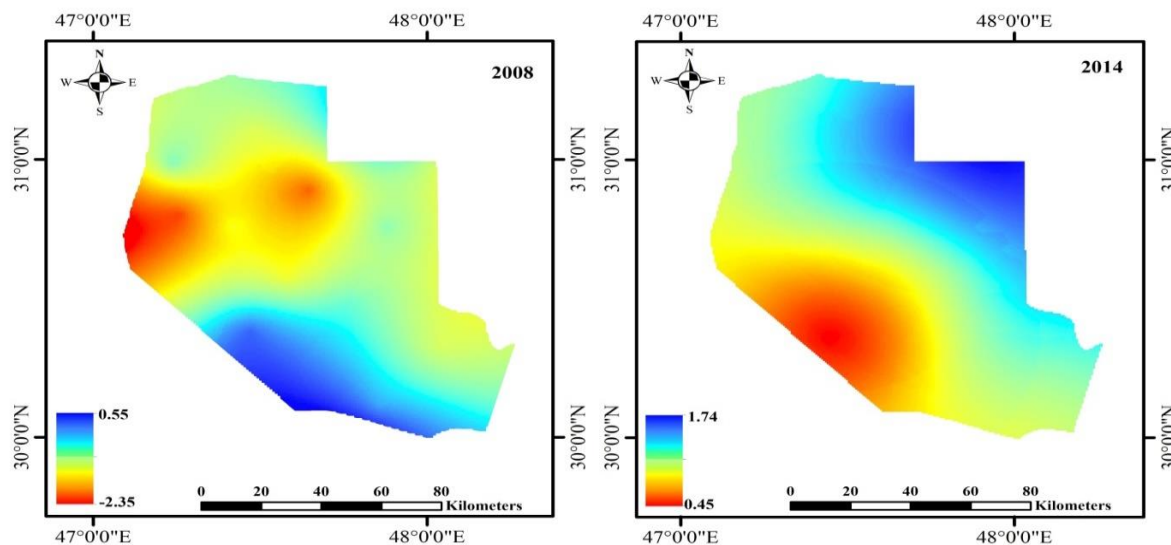 47°0'0"E 48°0'0"E
N
W E
S
2008
31°0'0"N 31°0'0"N
30°0'0"N 30°0'0"N
0.55
-2.35
0 20 40 60 80
Kilometers
47°0'0"E 48°0'0"E
47°0'0"E 48°0'0"E
N
W E
S
2014
31°0'0"N
30°0'0"N
1.74
0.45
0 20 40 60 80
Kilometers
47°0'0"E 48°0'0"E